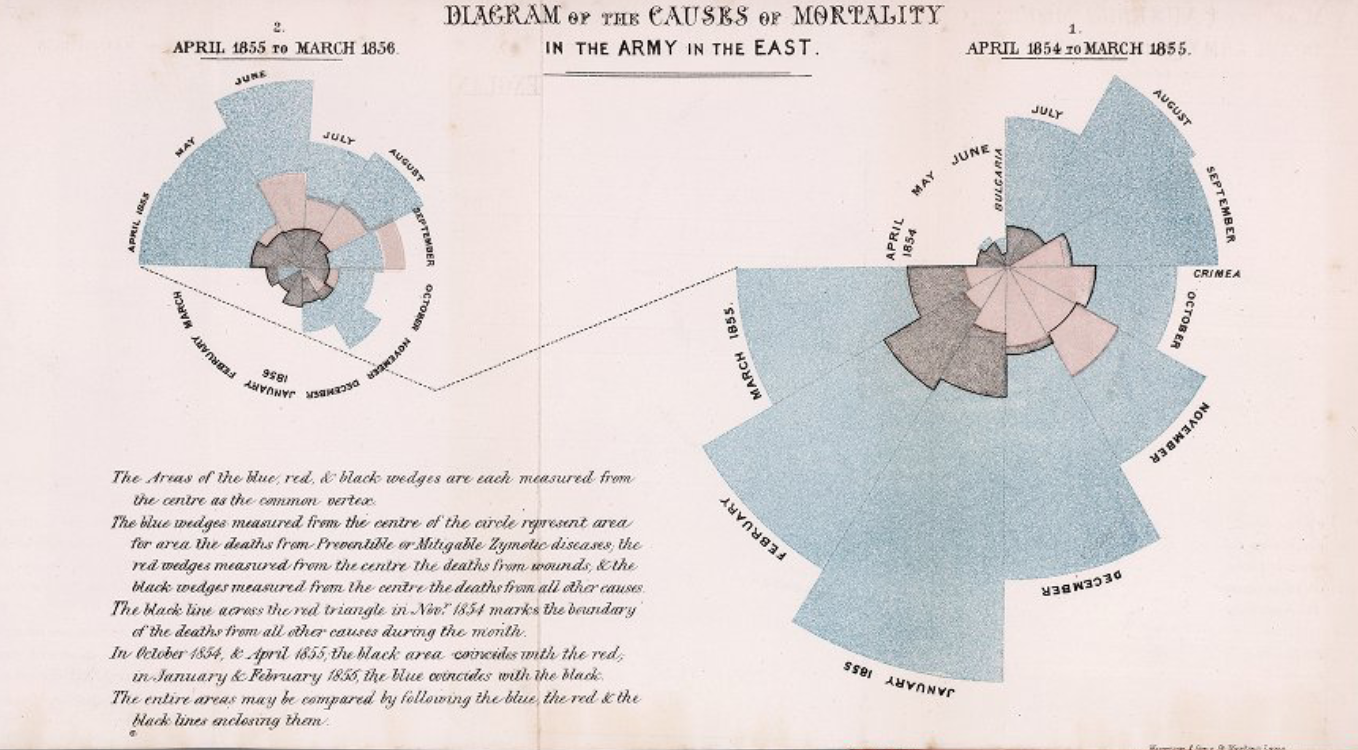 DIAGRAM OF THE CAUSES OF MORTALITY
IN THE ARMY IN THE EAST.
2.
APRIL 1855 TO MARCH 1856.
1.
APRIL 1854 TO MARCH 1855.
APRIL 1855
MAY
JUNE
JULY
AUGUST
SEPTEMBER
OCTOBER
NOVEMBER
DECEMBER
JANUARY
1856
FEBRUARY
MARCH
APRIL
1854
MAY
JUNE
BULGARIA
JULY
AUGUST
SEPTEMBER
CRIMEA
OCTOBER
NOVEMBER
DECEMBER
JANUARY 1855
FEBRUARY
MARCH 1855.
The Areas of the blue, red, & black wedges are each measured from
the centre as the common vertex.
The blue wedges measured from the centre of the circle represent area
for area the deaths from Preventible or Mitigable Zymotic diseases; the
red wedges measured from the centre the deaths from wounds, & the
black wedges measured from the centre the deaths from all other causes.
The black line across the red triangle in Novr. 1854 marks the boundary
of the deaths from all other causes during the month.
In October 1854, & April 1855, the black area coincides with the red;
in January & February 1856, the blue coincides with the black.
The entire areas may be compared by following the blue, the red & the
black lines enclosing them.